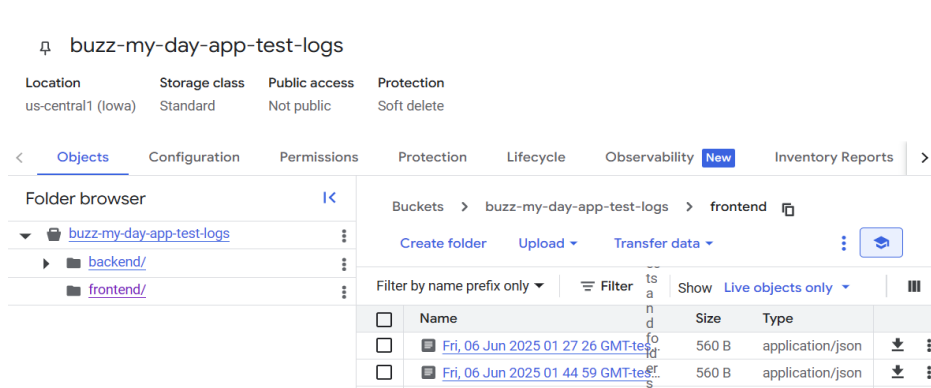 buzz-my-day-app-test-logs
Location Storage class Public access Protection
us-central1 (Iowa) Standard Not public Soft delete
Objects Configuration Permissions Protection Lifecycle Observability New Inventory Reports
Folder browser
buzz-my-day-app-test-logs
backend/
frontend/
Buckets > buzz-my-day-app-test-logs > frontend
Create folder Upload Transfer data
Filter by name prefix only Filter
ts
a
n
d
fo
ld
er
s
Show Live objects only
Name Size Type
Fri, 06 Jun 2025 01 27 26 GMT-tes... 560 B application/json
Fri, 06 Jun 2025 01 44 59 GMT-tes... 560 B application/json